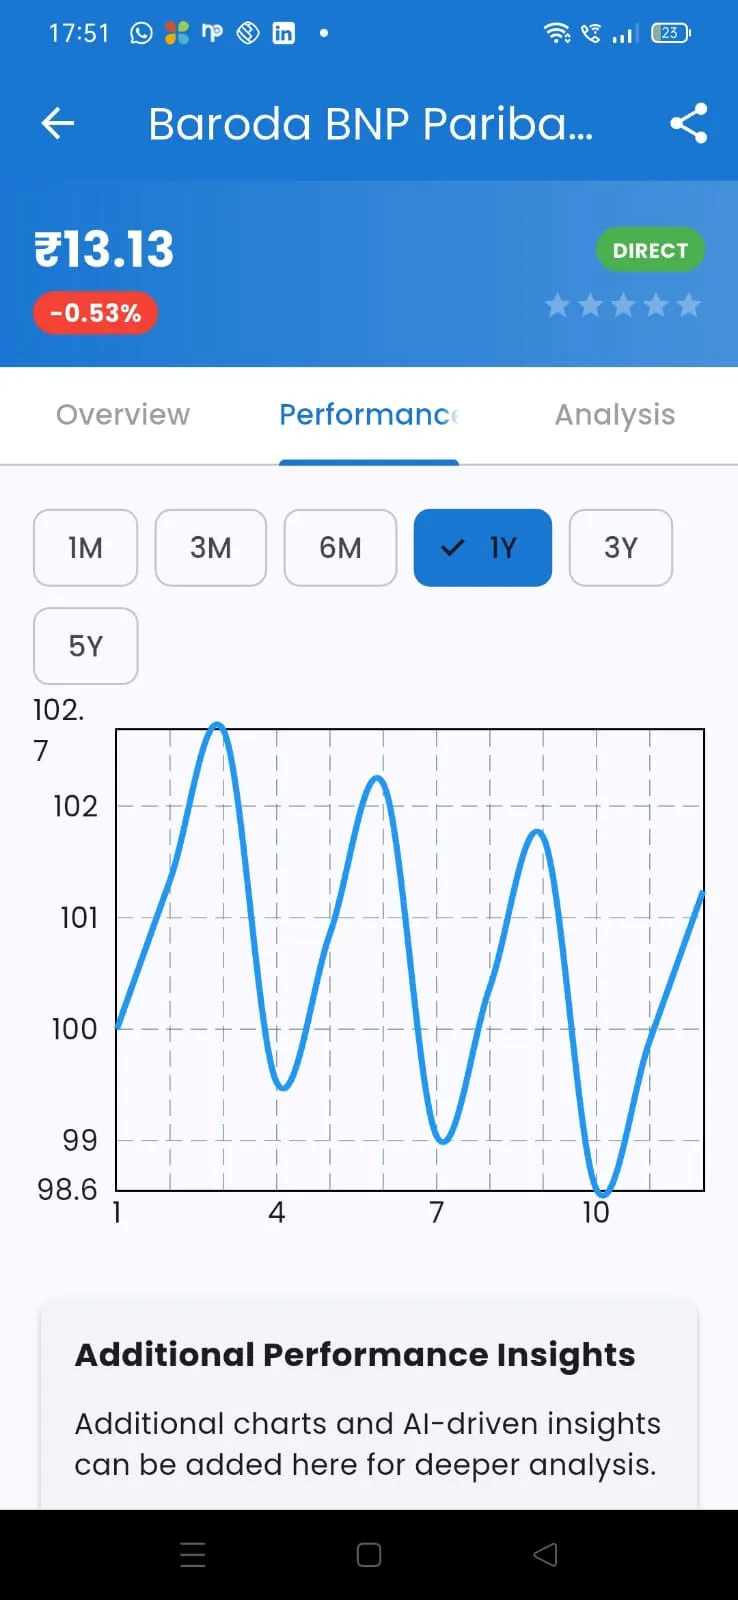 17:51
23
Baroda BNP Pariba...
₹13.13
DIRECT
-0.53%
Overview
Performance
Analysis
1M
3M
6M
1Y
3Y
5Y
102.
7
102
101
100
99
98.6
1
4
7
10
Additional Performance Insights
Additional charts and AI-driven insights
can be added here for deeper analysis.